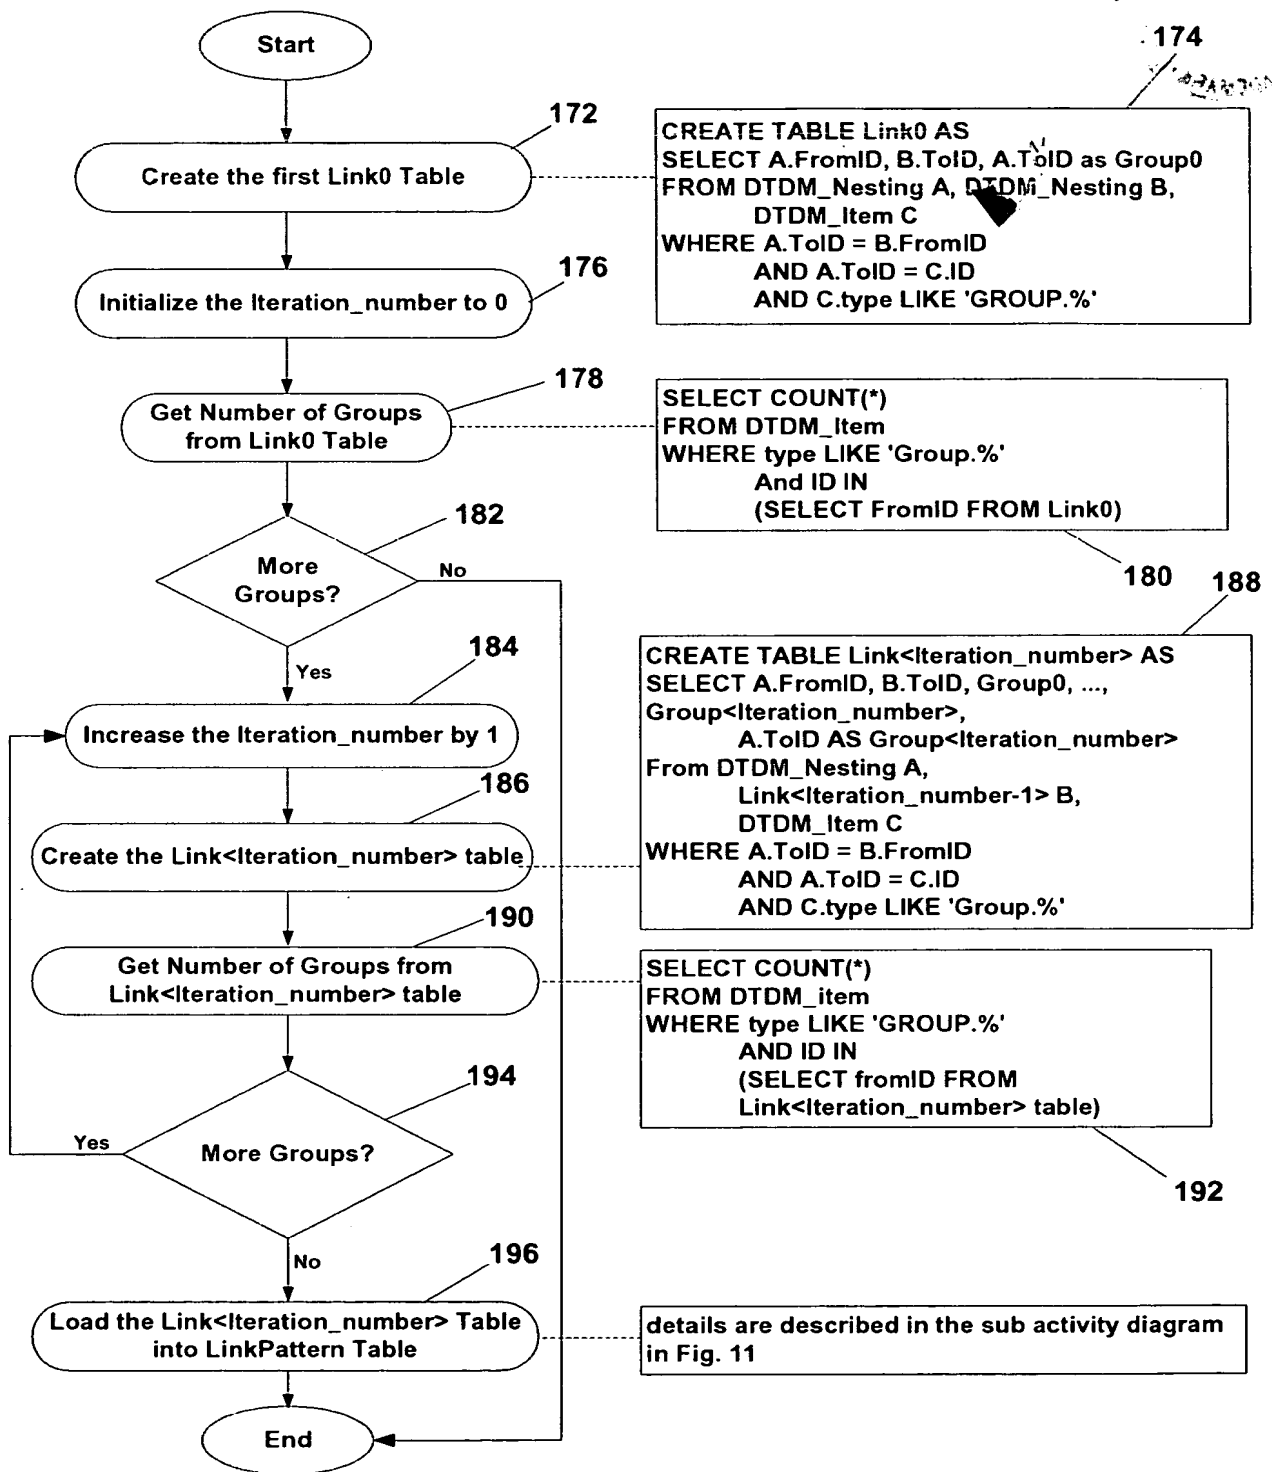 Start
174
172
Create the first Link0 Table
CREATE TABLE Link0 AS
SELECT A.FromID, B.ToID, A.ToID as Group0
FROM DTDM_Nesting A, DTDM_Nesting B,
DTDM_Item C
WHERE A.ToID = B.FromID
AND A.ToID = C.ID
AND C.type LIKE 'GROUP.%'
176
Initialize the Iteration_number to 0
178
Get Number of Groups
from Link0 Table
SELECT COUNT(*)
FROM DTDM_Item
WHERE type LIKE 'Group.%'
And ID IN
(SELECT FromID FROM Link0)
180
182
More
Groups?
No
Yes
188
184
Increase the Iteration_number by 1
CREATE TABLE Link<Iteration_number> AS
SELECT A.FromID, B.ToID, Group0, ...,
Group<Iteration_number>,
A.ToID AS Group<Iteration_number>
From DTDM_Nesting A,
Link<Iteration_number-1> B,
DTDM_Item C
WHERE A.ToID = B.FromID
AND A.ToID = C.ID
AND C.type LIKE 'Group.%'
186
Create the Link<Iteration_number> table
190
Get Number of Groups from
Link<Iteration_number> table
SELECT COUNT(*)
FROM DTDM_item
WHERE type LIKE 'GROUP.%'
AND ID IN
(SELECT fromID FROM
Link<Iteration_number> table)
192
194
More Groups?
Yes
No
196
Load the Link<Iteration_number> Table
into LinkPattern Table
details are described in the sub activity diagram
in Fig. 11
End